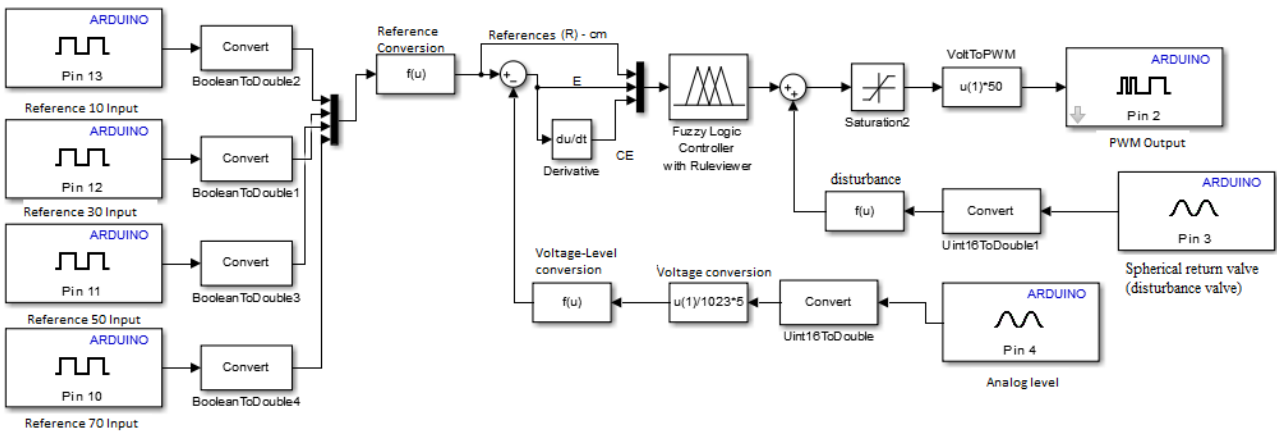 ARDUINO
Pin 13
Reference 10 Input
Convert
BooleanToDouble2
ARDUINO
Pin 12
Reference 30 Input
Convert
BooleanToDouble1
ARDUINO
Pin 11
Reference 50 Input
Convert
BooleanToDouble3
ARDUINO
Pin 10
Reference 70 Input
Convert
BooleanToDouble4
Reference
Conversion
f(u)
References (R) - cm
+
−
E
du/dt
Derivative
CE
Fuzzy Logic
Controller
with Ruleviewer
+
+
Saturation2
VoltToPWM
u(1)*50
ARDUINO
Pin 2
PWM Output
disturbance
f(u)
Convert
Uint16ToDouble1
ARDUINO
Pin 3
Spherical return valve
(disturbance valve)
Voltage-Level
conversion
f(u)
Voltage conversion
u(1)/1023*5
Convert
Uint16ToDouble
ARDUINO
Pin 4
Analog level